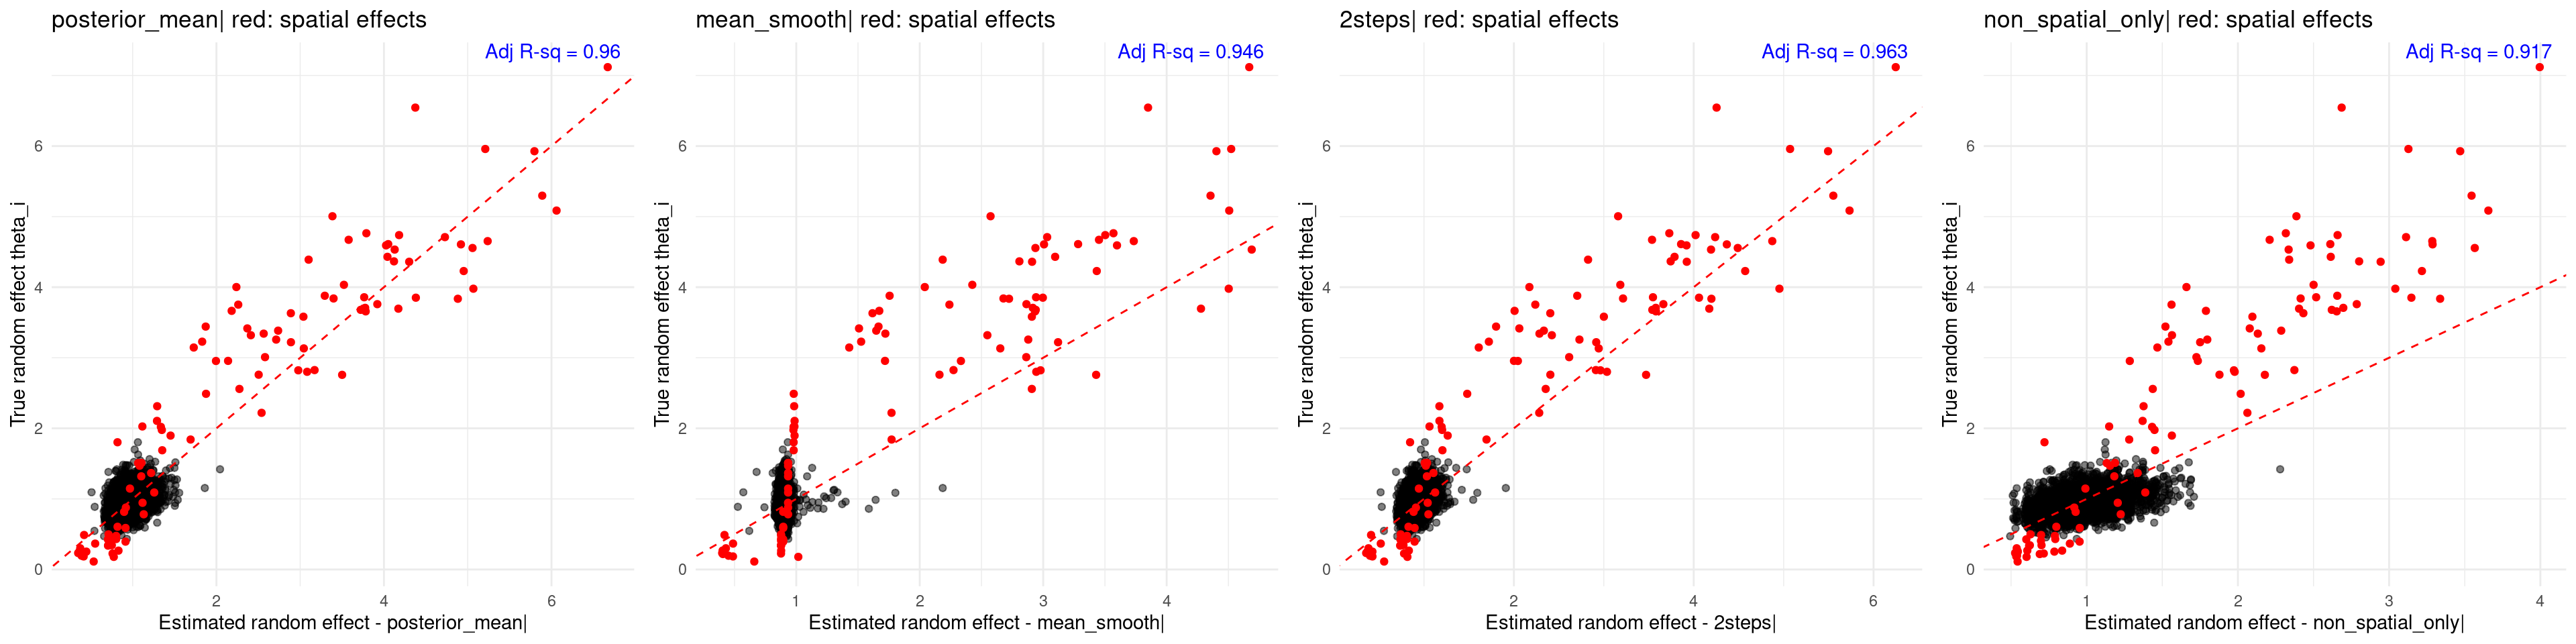 posterior_mean| red: spatial effects
Adj R-sq = 0.96
True random effect theta_i
6
4
2
0
2
4
6
Estimated random effect - posterior_mean|
mean_smooth| red: spatial effects
Adj R-sq = 0.946
True random effect theta_i
6
4
2
0
1
2
3
4
Estimated random effect - mean_smooth|
2steps| red: spatial effects
Adj R-sq = 0.963
True random effect theta_i
6
4
2
0
2
4
6
Estimated random effect - 2steps|
non_spatial_only| red: spatial effects
Adj R-sq = 0.917
True random effect theta_i
6
4
2
0
1
2
3
4
Estimated random effect - non_spatial_only|